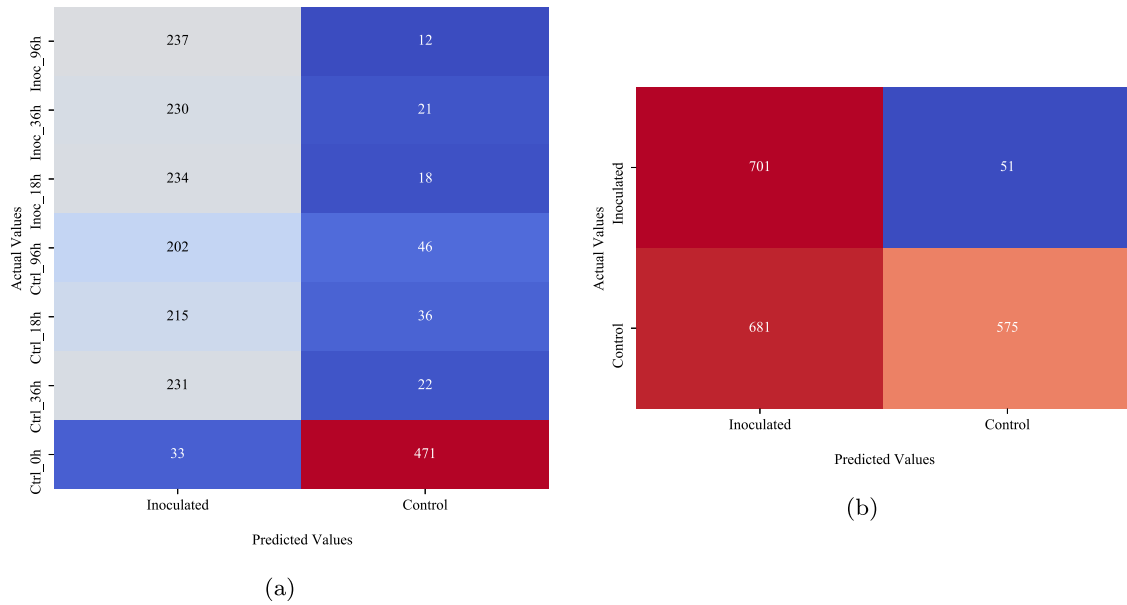 Actual Values
Inoc_96h
237
12
Inoc_36h
230
21
Inoc_18h
234
18
Ctrl_96h
202
46
Ctrl_18h
215
36
Ctrl_36h
231
22
Ctrl_0h
33
471
Inoculated
Control
Predicted Values
(a)
Actual Values
Inoculated
701
51
Control
681
575
Inoculated
Control
Predicted Values
(b)